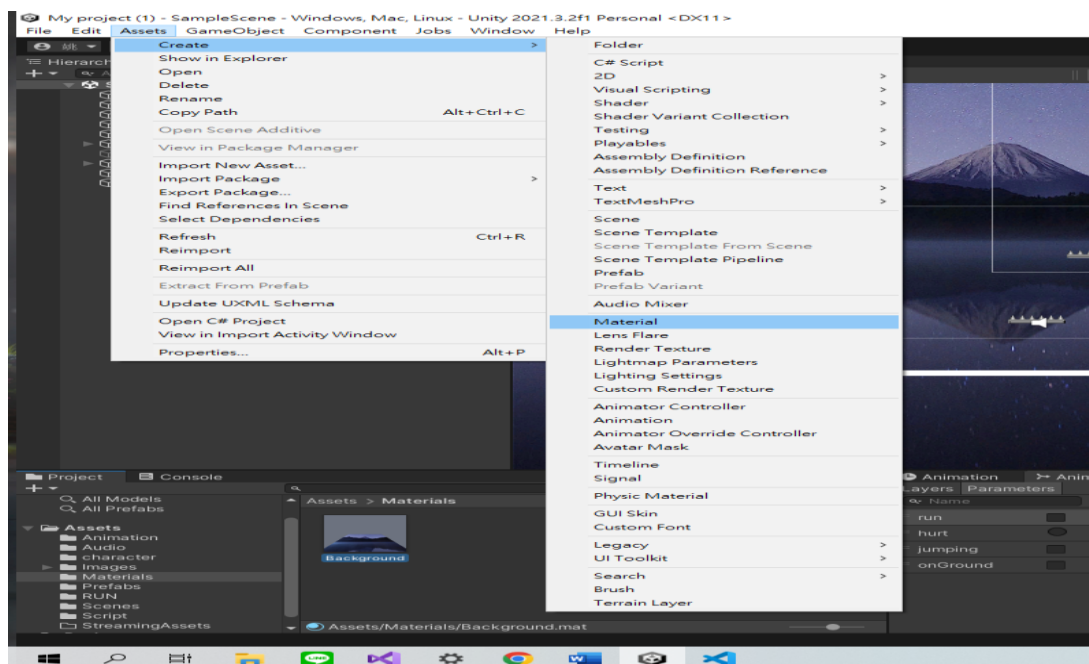 My project (1) - SampleScene - Windows, Mac, Linux - Unity 2021.3.2f1 Personal <DX11>
File Edit Assets GameObject Component Jobs Window Help
Create >
Show in Explorer
Open
Delete
Rename
Copy Path Alt+Ctrl+C
Open Scene Additive
View in Package Manager
Import New Asset...
Import Package >
Export Package...
Find References In Scene
Select Dependencies
Refresh Ctrl+R
Reimport
Reimport All
Extract From Prefab
Update UXML Schema
Open C# Project
View in Import Activity Window
Properties... Alt+P
Folder
C# Script
2D >
Visual Scripting >
Shader >
Shader Variant Collection
Testing >
Playables >
Assembly Definition
Assembly Definition Reference
Text >
TextMeshPro >
Scene
Scene Template
Scene Template From Scene
Scene Template Pipeline
Prefab
Prefab Variant
Audio Mixer
Material
Lens Flare
Render Texture
Lightmap Parameters
Lighting Settings
Custom Render Texture
Animator Controller
Animation
Animator Override Controller
Avatar Mask
Timeline
Signal
Physic Material
GUI Skin
Custom Font
Legacy >
UI Toolkit >
Search >
Brush
Terrain Layer
Hierarch
Project Console
All Models
All Prefabs
Assets
Animation
Audio
character
Images
Materials
Prefabs
RUN
Scenes
Script
StreamingAssets
Assets > Materials
Background
Assets/Materials/Background.mat
Animation Anim
Layers Parameters
Name
run
hurt
jumping
onGround
LINE